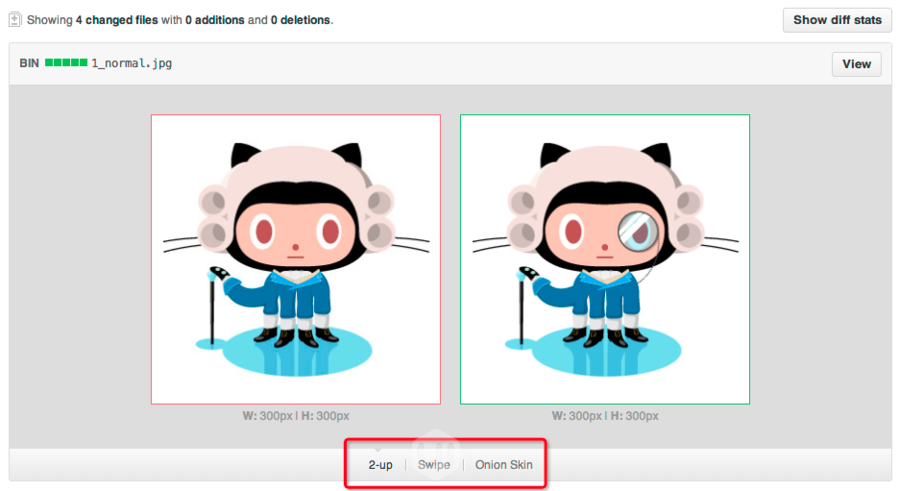 Showing 4 changed files with 0 additions and 0 deletions.
Show diff stats
BIN 1_normal.jpg
View
W: 300px | H: 300px
W: 300px | H: 300px
2-up | Swipe | Onion Skin